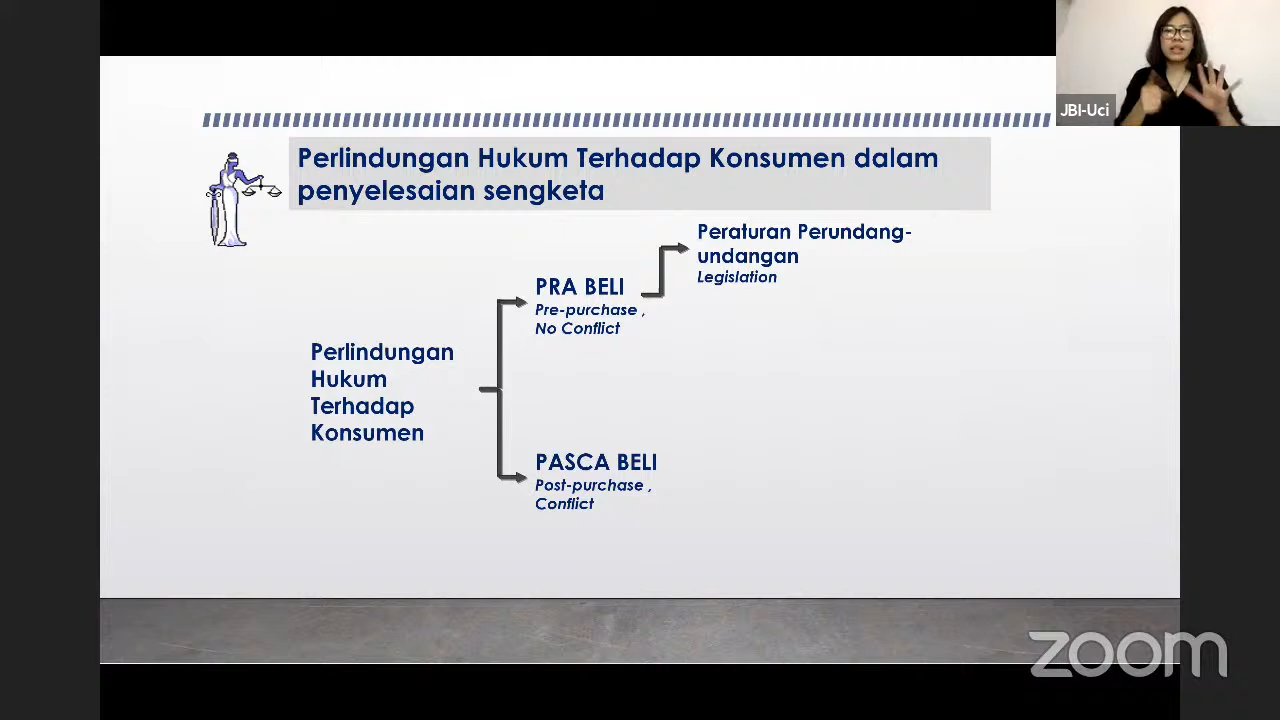 JBI-Uci
Perlindungan Hukum Terhadap Konsumen dalam
penyelesaian sengketa
Peraturan Perundang-
undangan
Legislation
PRA BELI
Pre-purchase ,
No Conflict
Perlindungan
Hukum
Terhadap
Konsumen
PASCA BELI
Post-purchase ,
Conflict
zoom